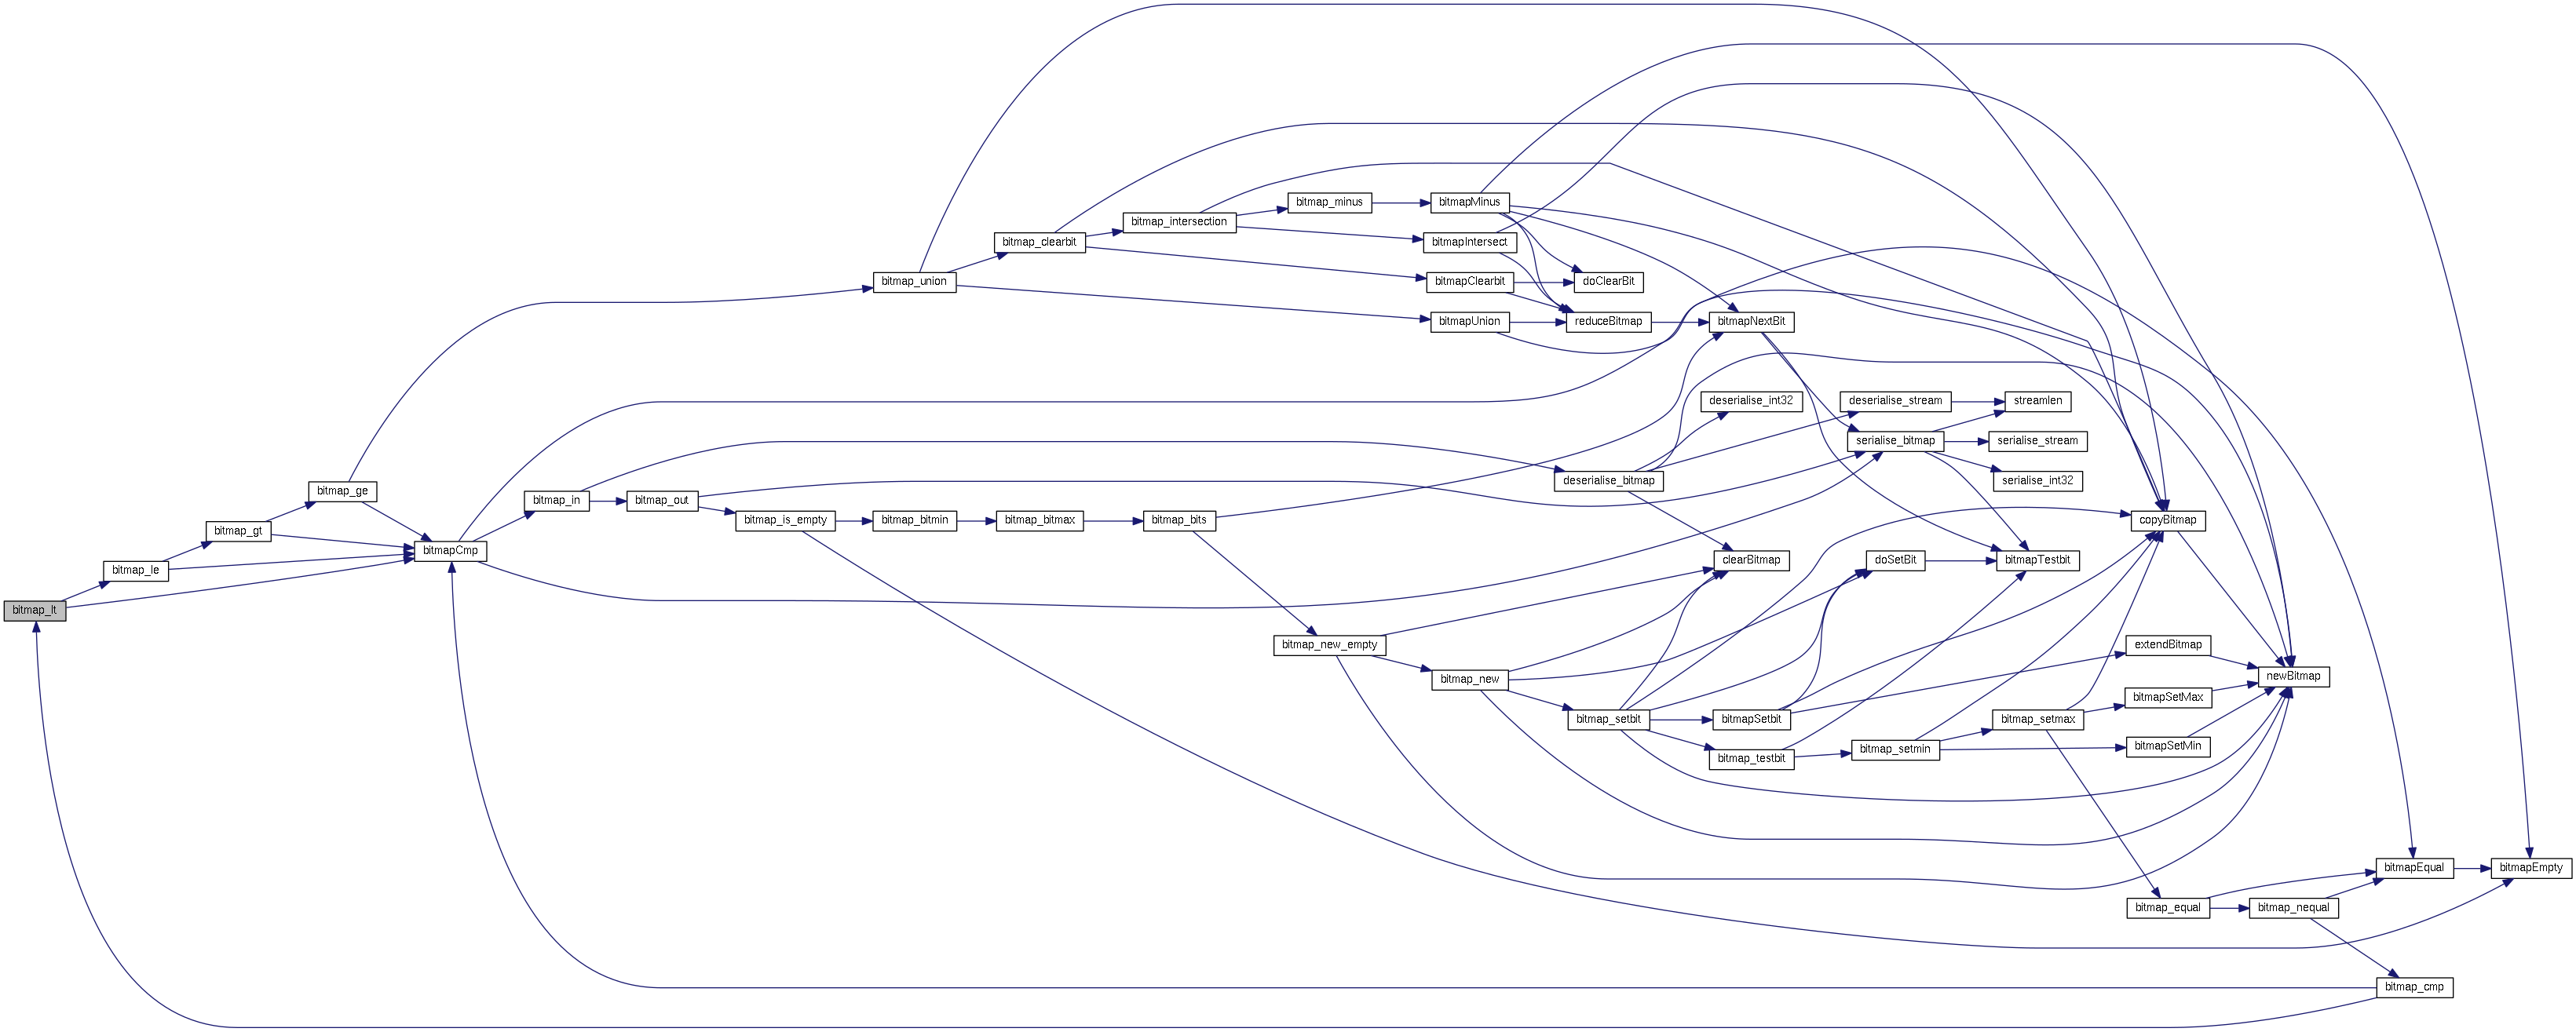 bitmap_lt
bitmap_le
bitmap_gt
bitmap_ge
bitmapCmp
bitmap_in
bitmap_out
bitmap_is_empty
bitmap_union
bitmap_bitmin
bitmap_clearbit
bitmap_bitmax
bitmap_intersection
bitmap_bits
bitmap_minus
bitmap_new_empty
bitmapMinus
bitmapIntersect
bitmapClearbit
bitmapUnion
bitmap_new
doClearBit
reduceBitmap
deserialise_bitmap
bitmap_setbit
bitmapNextBit
deserialise_int32
clearBitmap
bitmapSetbit
bitmap_testbit
deserialise_stream
serialise_bitmap
doSetBit
bitmap_setmin
streamlen
serialise_stream
serialise_int32
bitmapTestbit
bitmap_setmax
copyBitmap
extendBitmap
bitmapSetMax
bitmapSetMin
bitmap_equal
newBitmap
bitmap_nequal
bitmapEqual
bitmap_cmp
bitmapEmpty